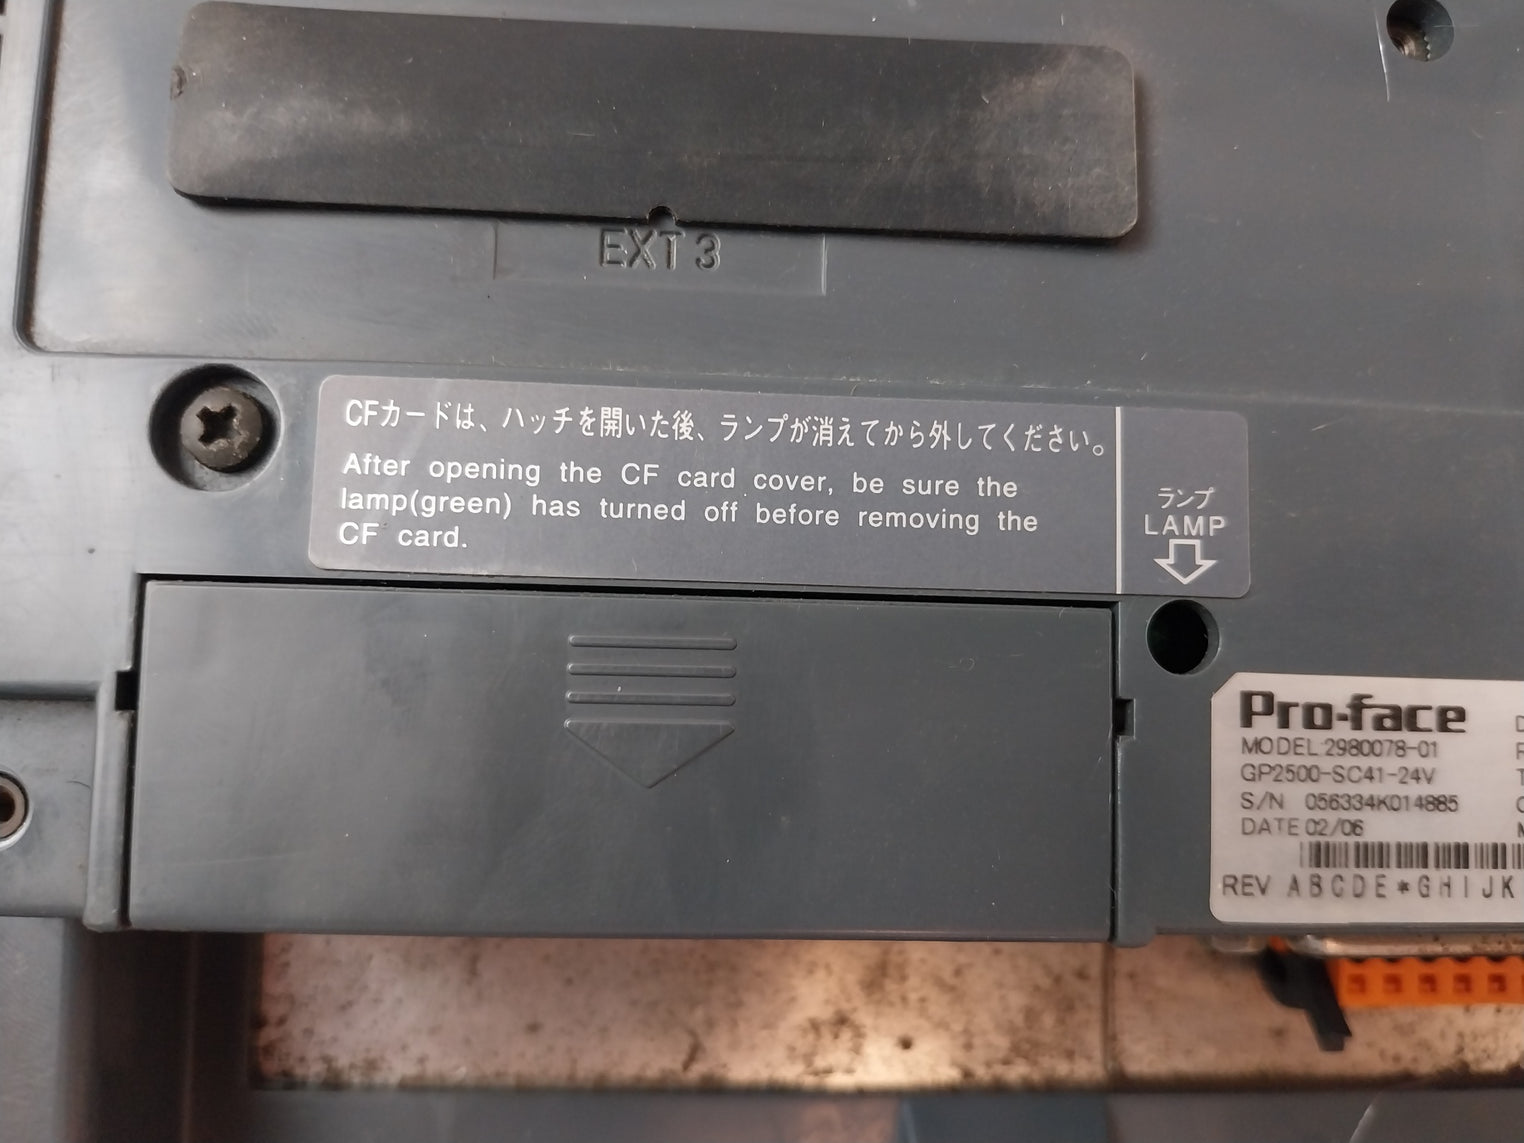 EXT 3
CFカードは、ハッチを開いた後、ランプが消えてから外してください。
After opening the CF card cover, be sure the
lamp(green) has turned off before removing the
CF card.
ランプ
LAMP
Pro-face
MODEL 2980078-01
GP2500-SC41-24V
S/N 056334K014885
DATE 02/06
REV A B C D E * G H I J K